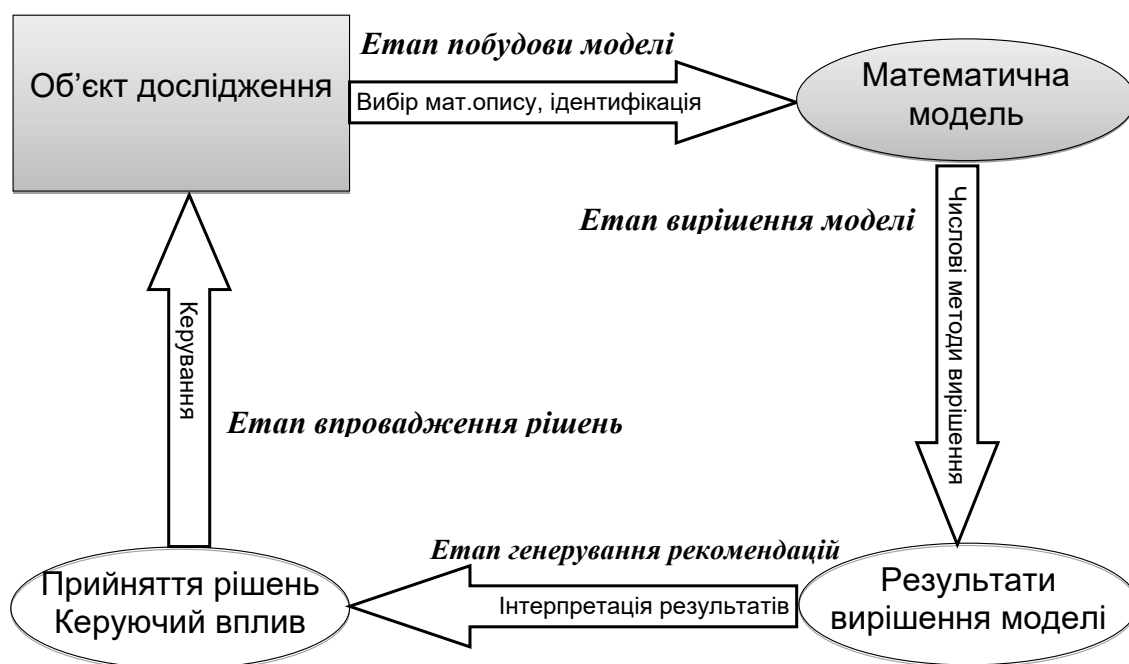 Етап побудови моделі
Об’єкт дослідження
Вибір мат.опису, ідентифікація
Математична
модель
Етап вирішення моделі
Числові методи вирішення
Керування
Етап впровадження рішень
Етап генерування рекомендацій
Прийняття рішень
Керуючий вплив
Інтерпретація результатів
Результати
вирішення моделі